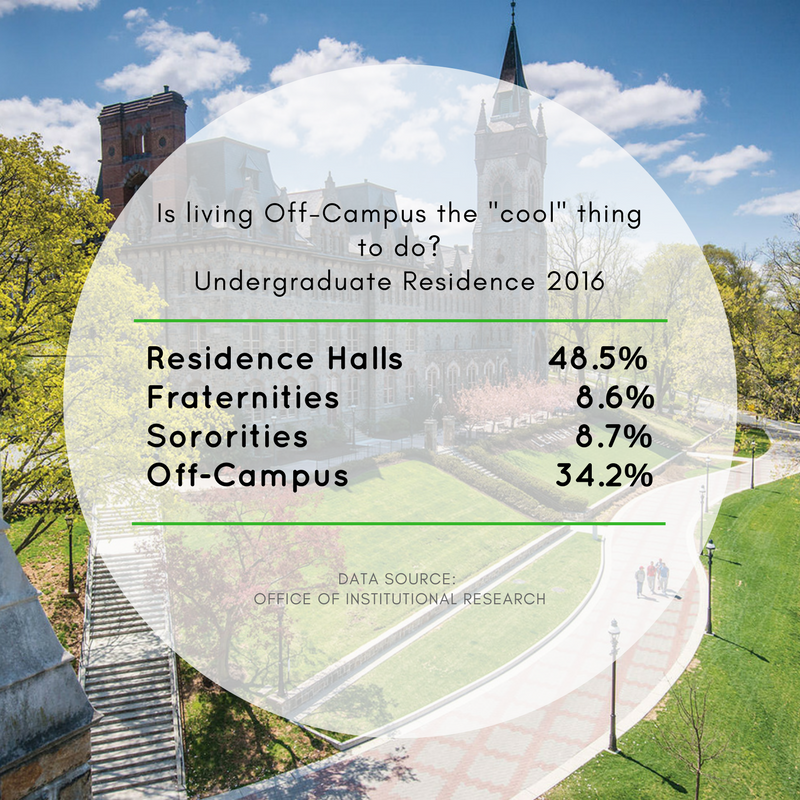 Is living Off-Campus the "cool" thing
to do?
Undergraduate Residence 2016
Residence Halls 48.5%
Fraternities 8.6%
Sororities 8.7%
Off-Campus 34.2%
DATA SOURCE:
OFFICE OF INSTITUTIONAL RESEARCH